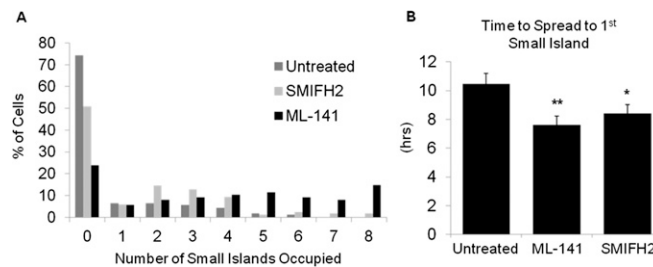 A
80
70
60
50
40
30
20
10
0
% of Cells
Untreated
SMIFH2
ML-141
0 1 2 3 4 5 6 7 8
Number of Small Islands Occupied
B
Time to Spread to 1st
Small Island
12
10
8
6
4
2
0
(hrs)
** *
Untreated ML-141 SMIFH2